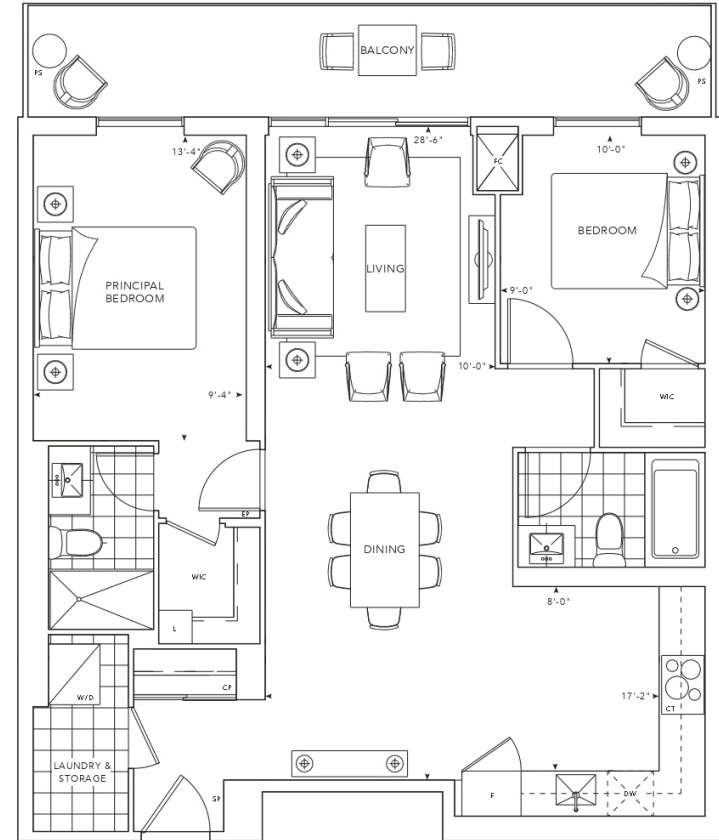 BALCONY
PS
PS
13'-4"
28'-6"
FC
10'-0"
BEDROOM
LIVING
PRINCIPAL
BEDROOM
9'-0"
10'-0"
9'-4"
WIC
EP
DINING
WIC
L
8'-0"
W/D
CP
17'-2"
CT
LAUNDRY &
STORAGE
SP
F
DW